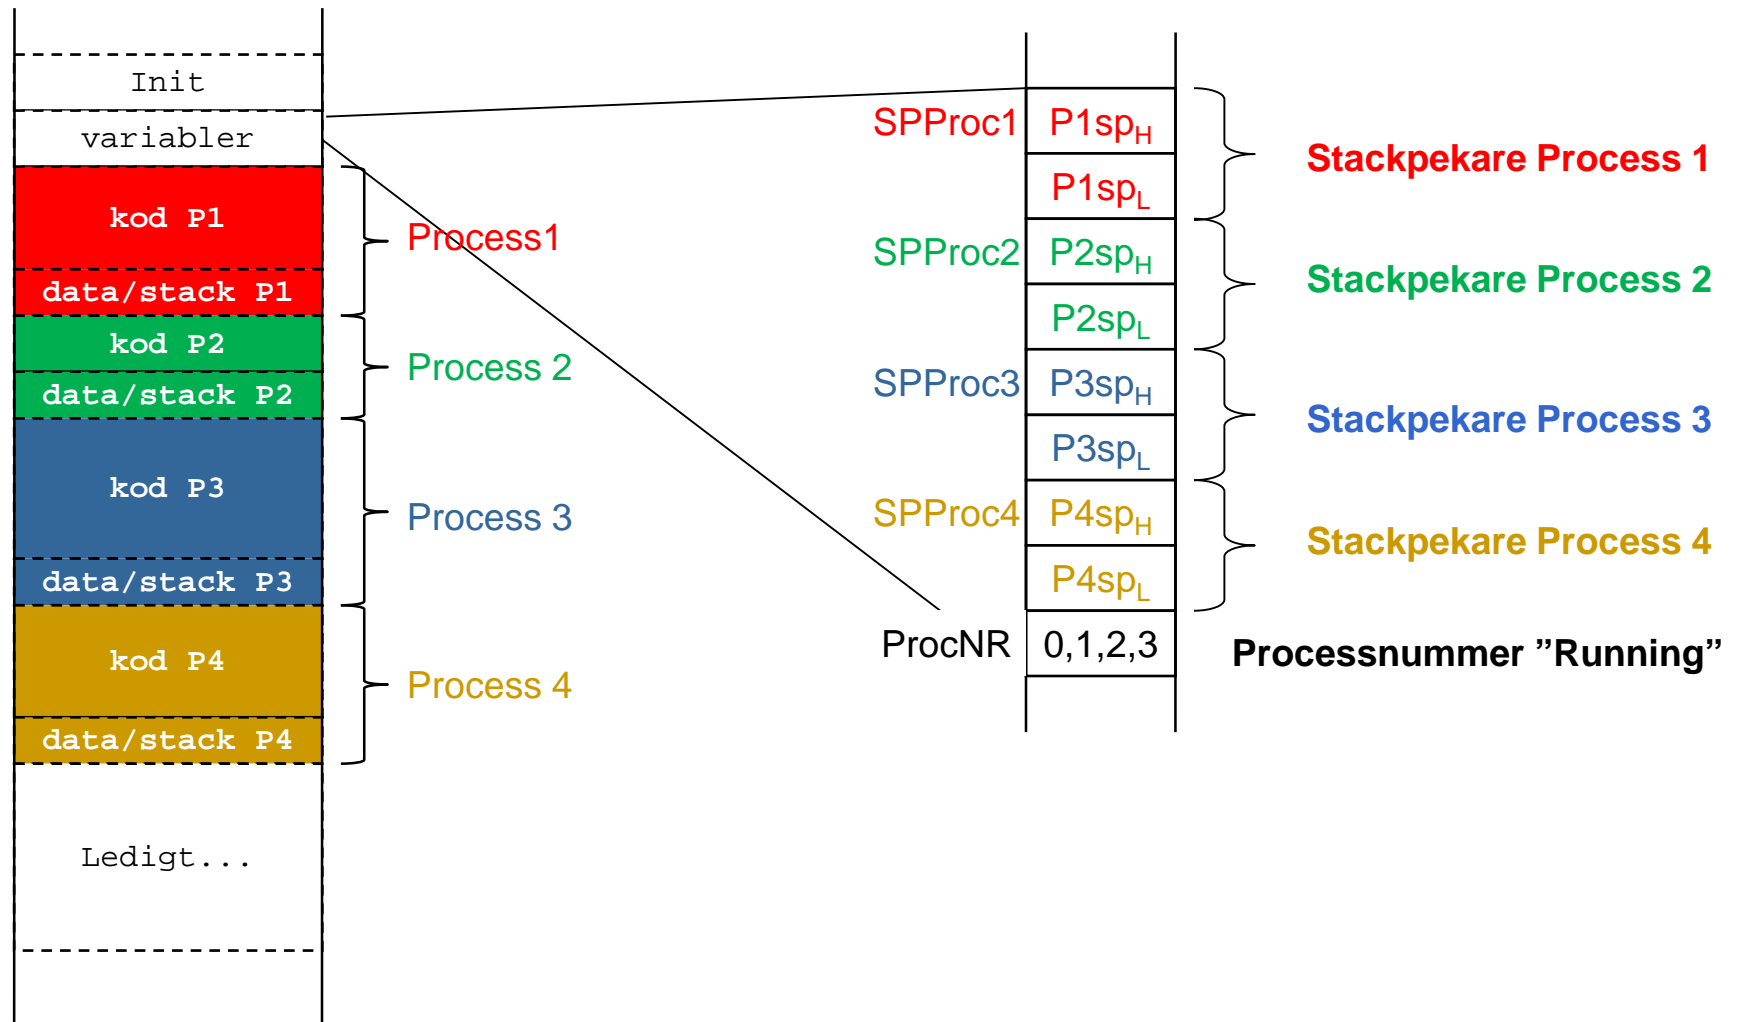 Init
variabler
kod P1
data/stack P1
kod P2
data/stack P2
kod P3
data/stack P3
kod P4
data/stack P4
Ledigt...
Process1
Process 2
Process 3
Process 4
SPProc1 P1spH
P1spL
SPProc2 P2spH
P2spL
SPProc3 P3spH
P3spL
SPProc4 P4spH
P4spL
ProcNR 0,1,2,3
Stackpekare Process 1
Stackpekare Process 2
Stackpekare Process 3
Stackpekare Process 4
Processnummer ”Running”